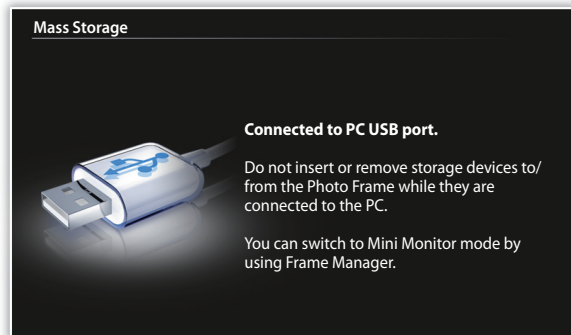 Mass Storage
Connected to PC USB port.
Do not insert or remove storage devices to/
from the Photo Frame while they are
connected to the PC.
You can switch to Mini Monitor mode by
using Frame Manager.